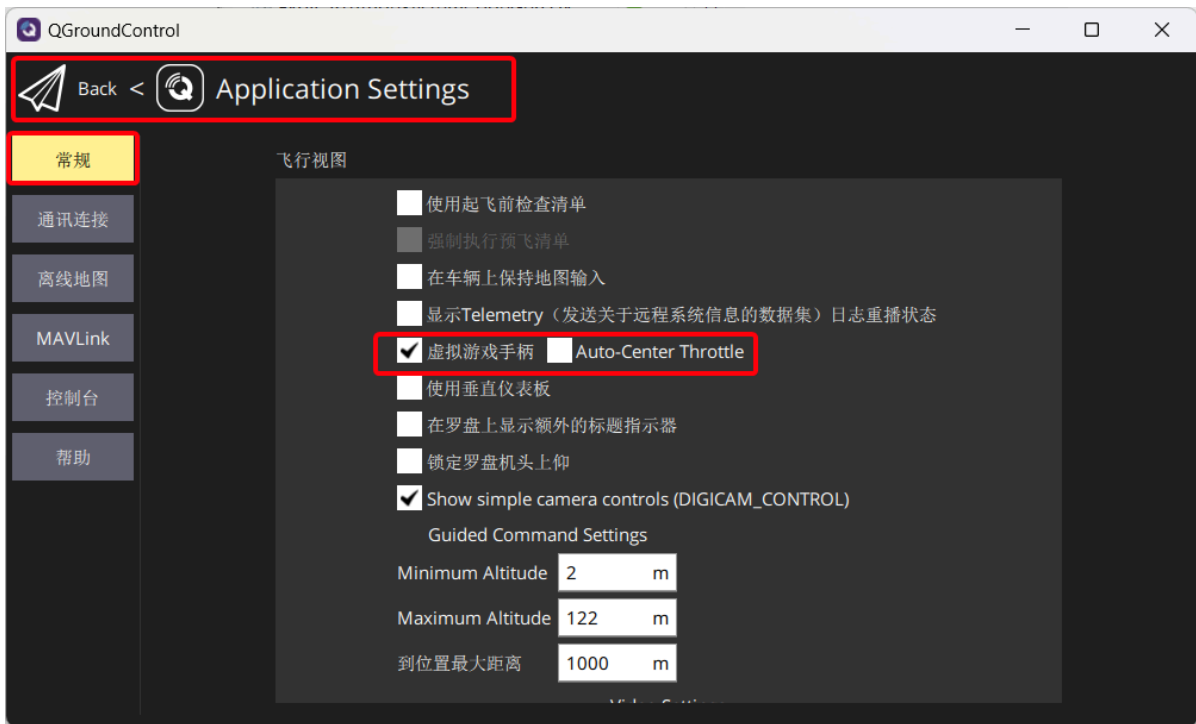 QGroundControl
Back < Application Settings
常规
通讯连接
离线地图
MAVLink
控制台
帮助
飞行视图
使用起飞前检查清单
强制执行预飞清单
在车辆上保持地图输入
显示Telemetry（发送关于远程系统信息的数据集）日志重播状态
虚拟游戏手柄 Auto-Center Throttle
使用垂直仪表板
在罗盘上显示额外的标题指示器
锁定罗盘机头上仰
Show simple camera controls (DIGICAM_CONTROL)
Guided Command Settings
Minimum Altitude 2 m
Maximum Altitude 122 m
到位置最大距离 1000 m